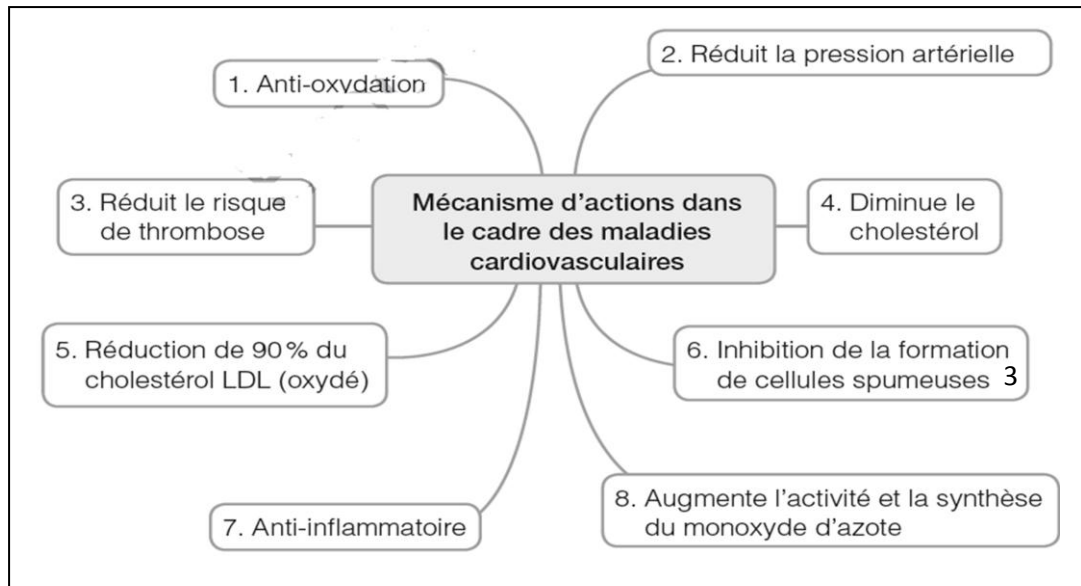 1. Anti-oxydation
2. Réduit la pression artérielle
3. Réduit le risque
de thrombose
Mécanisme d'actions dans
le cadre des maladies
cardiovasculaires
4. Diminue le
cholestérol
5. Réduction de 90 % du
cholestérol LDL (oxydé)
6. Inhibition de la formation
de cellules spumeuses 3
7. Anti-inflammatoire
8. Augmente l'activité et la synthèse
du monoxyde d'azote